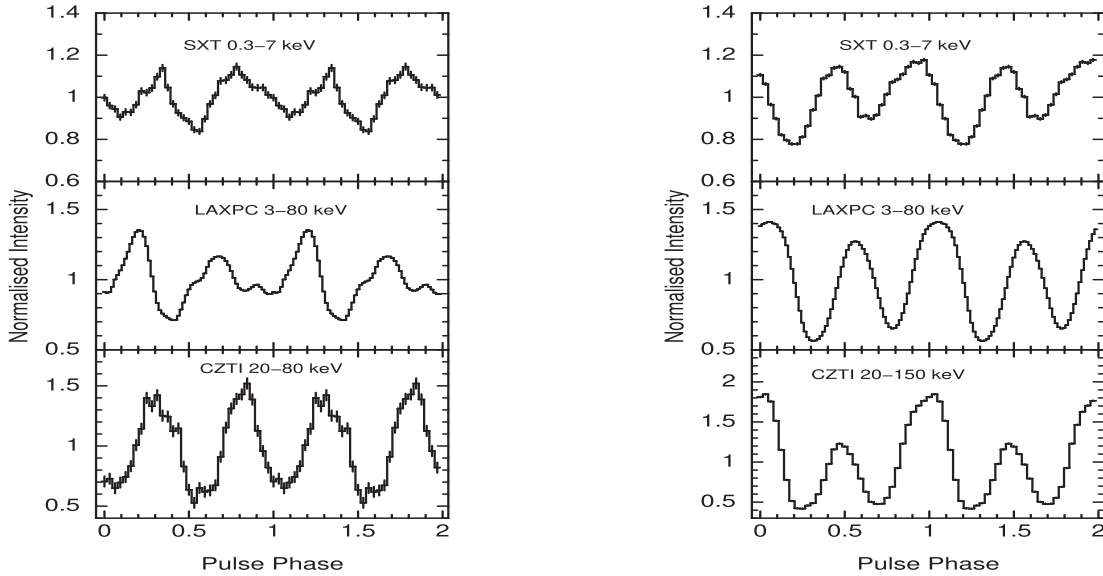 1.4
SXT 0.3−7 keV
1.2
1
0.8
0.6
LAXPC 3−80 keV
1.5
1
0.5
CZTI 20−80 keV
1.5
1
0.5
0 0.5 1 1.5 2
Pulse Phase
Normalised Intensity
1.4
SXT 0.3−7 keV
1.2
1
0.8
0.6
LAXPC 3−80 keV
1.5
1
0.5
CZTI 20−150 keV
2
1.5
1
0.5
0 0.5 1 1.5 2
Pulse Phase
Normalised Intensity